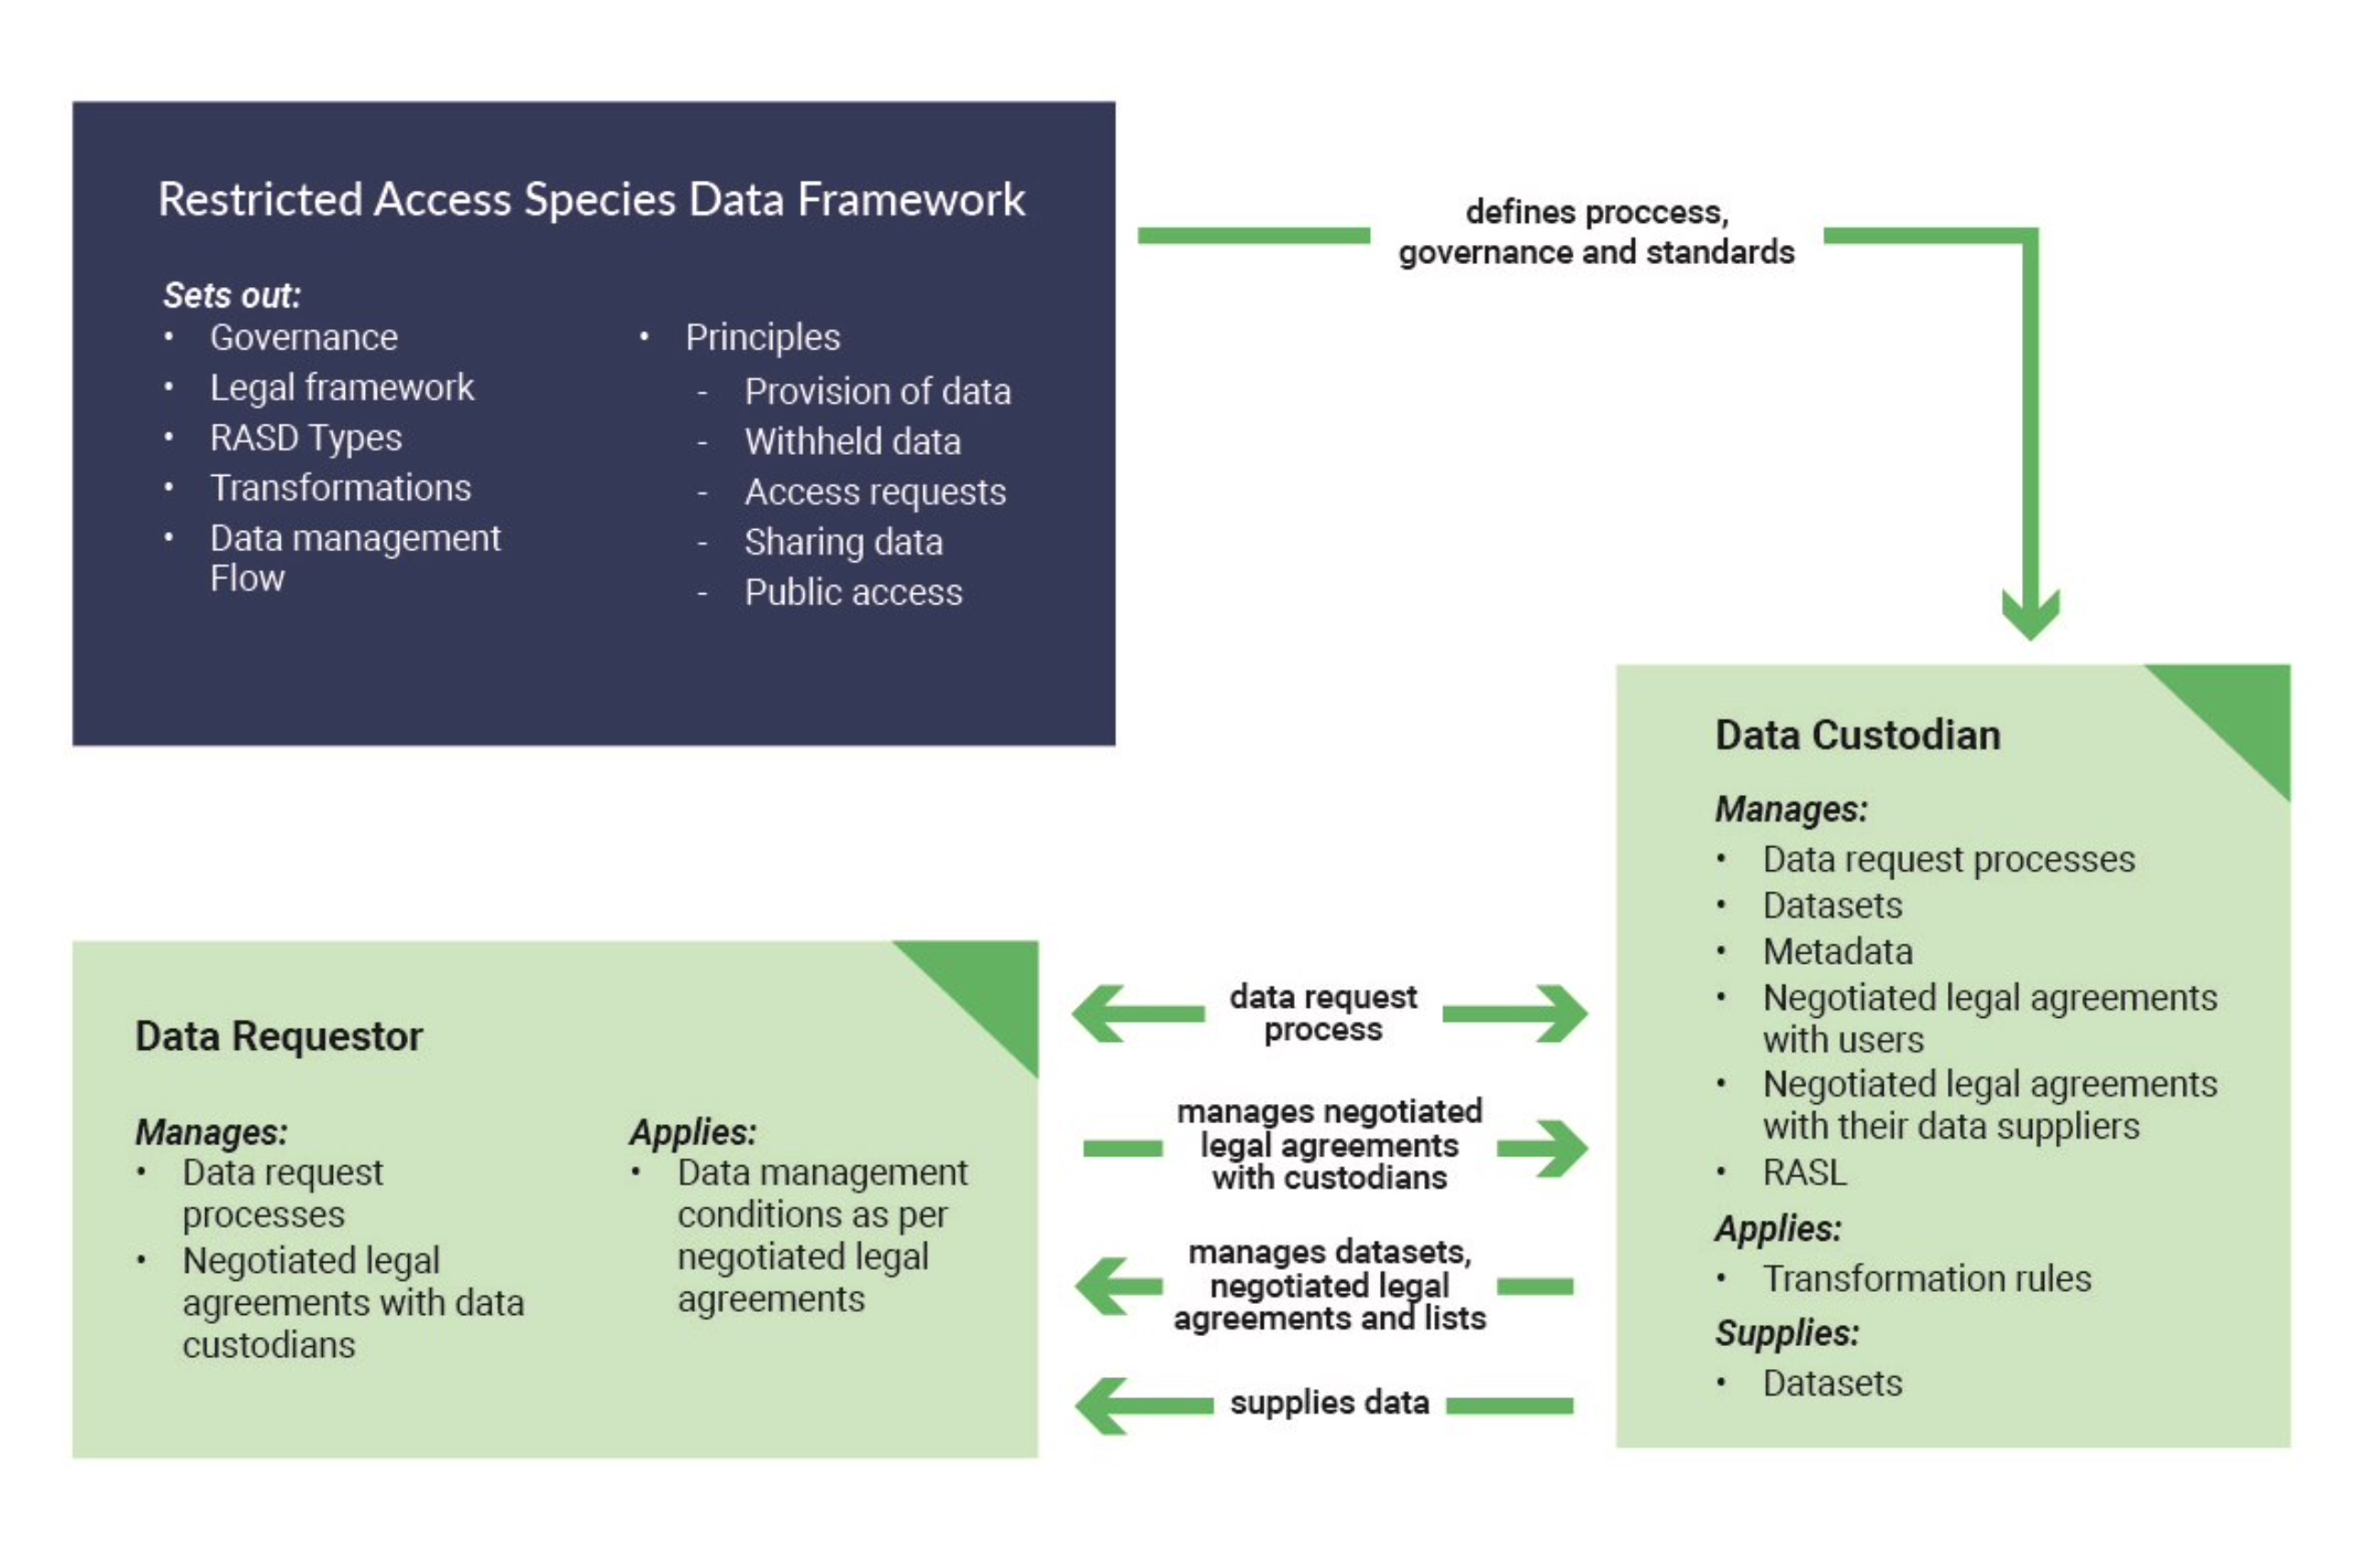 Restricted Access Species Data Framework
Sets out:
• Governance
• Legal framework
• RASD Types
• Transformations
• Data management
Flow
• Principles
- Provision of data
- Withheld data
- Access requests
- Sharing data
- Public access
defines proccess,
governance and standards
Data Custodian
Manages:
• Data request processes
• Datasets
• Metadata
• Negotiated legal agreements
with users
• Negotiated legal agreements
with their data suppliers
• RASL
Applies:
• Transformation rules
Supplies:
• Datasets
Data Requestor
Manages:
• Data request
processes
• Negotiated legal
agreements with data
custodians
Applies:
• Data management
conditions as per
negotiated legal
agreements
data request
process
manages negotiated
legal agreements
with custodians
manages datasets,
negotiated legal
agreements and lists
supplies data